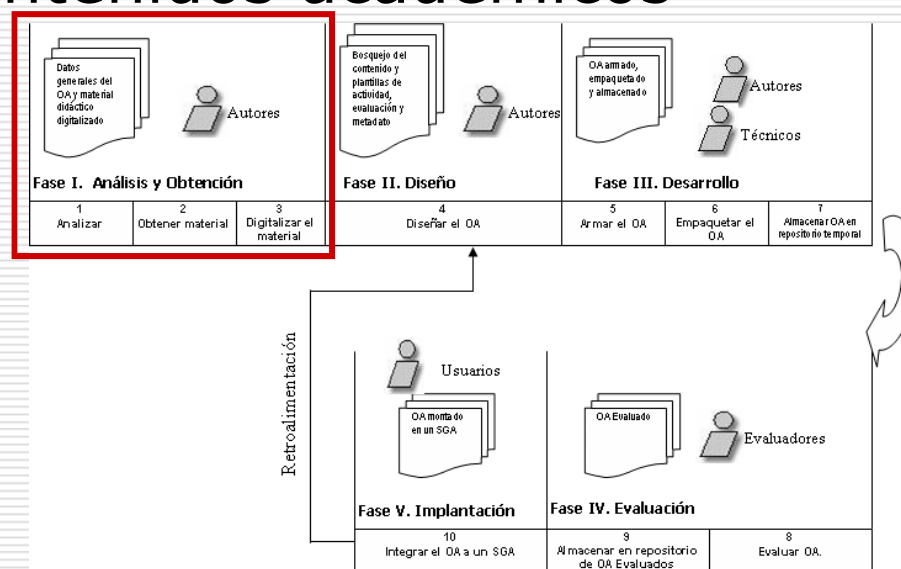 ntenidos académicos
Datos
generales del
OA y material
didáctico
digitalizado
Autores
Fase I. Análisis y Obtención
1
Analizar
2
Obtener material
3
Digitalizar el
material
Bosquejo del
contenido y
plantillas de
actividad,
evaluación y
metadato
Autores
Fase II. Diseño
4
Diseñar el OA
OA armado,
empaquetado
y almacenado
Autores
Técnicos
Fase III. Desarrollo
5
Armar el OA
6
Empaquetar el
OA
7
Almacenar OA en
repositorio temporal
Retroalimentación
Usuarios
OA montado
en un SGA
Fase V. Implantación
10
Integrar el OA a un SGA
OA Evaluado
Evaluadores
Fase IV. Evaluación
9
Almacenar en repositorio
de OA Evaluados
8
Evaluar OA.